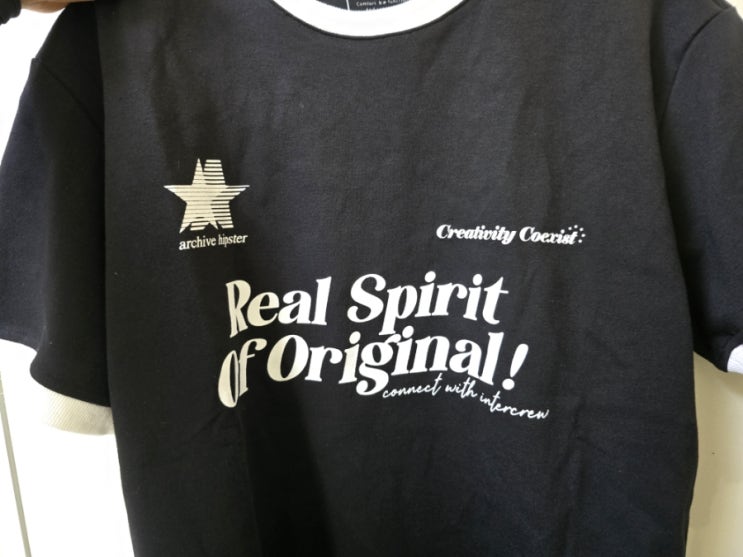 archive hipster
Creativity Coexist
Real Spirit
Of Original!
connect with intercrew